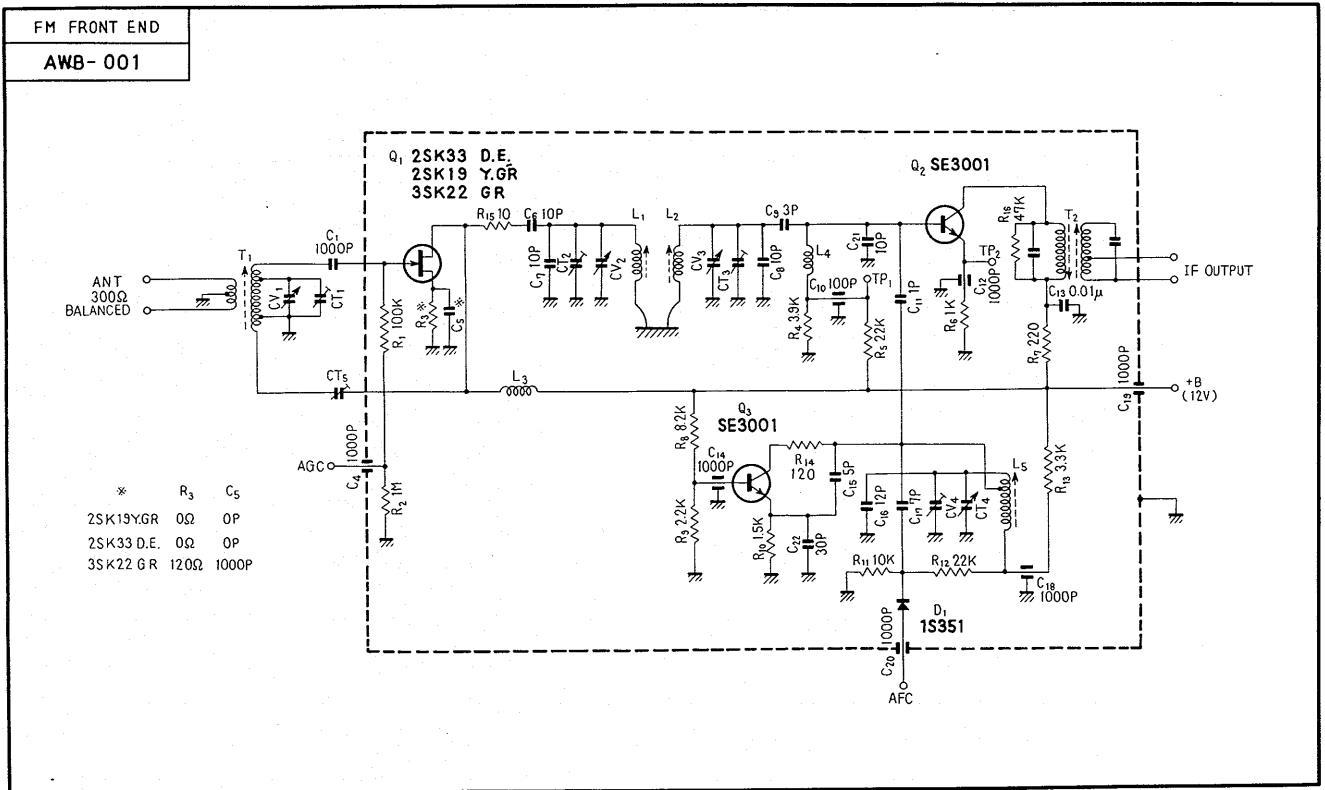 FM FRONT END
AWB-001
Q1 2SK33 D.E.
2SK19 Y.GR
3SK22 GR
Q2 SE3001
R15 10
C6 10P
L1
L2
C9 3P
C1
1000P
T1
ANT
300Ω
BALANCED
CV1
CT1
R1 100K
R3※
C5※
C7 10P
CT2
CV2
CV3
CT3
C8 10P
L4
C21
10P
C10 100P
TP1
R4 3.9K
R5 22K
C11 1P
TP2
C12
1000P
R6 1K
R16
47K
T2
IF OUTPUT
C13 0.01μ
R7 220
CT5
L3
C19 1000P
+B
(12V)
AGC
C4 1000P
R2 1M
R8 8.2K
C14
1000P
Q3
SE3001
R14
120
C15 5P
R9 2.2K
R10 1.5K
C22
30P
C16 12P
C17 7P
CV4
CT4
L5
R13 3.3K
R11 10K
R12 22K
C18
1000P
D1
1S351
C20 1000P
AFC
※ R3 C5
2SK19Y.GR 0Ω 0P
2SK33 D.E. 0Ω 0P
3SK22 GR 120Ω 1000P